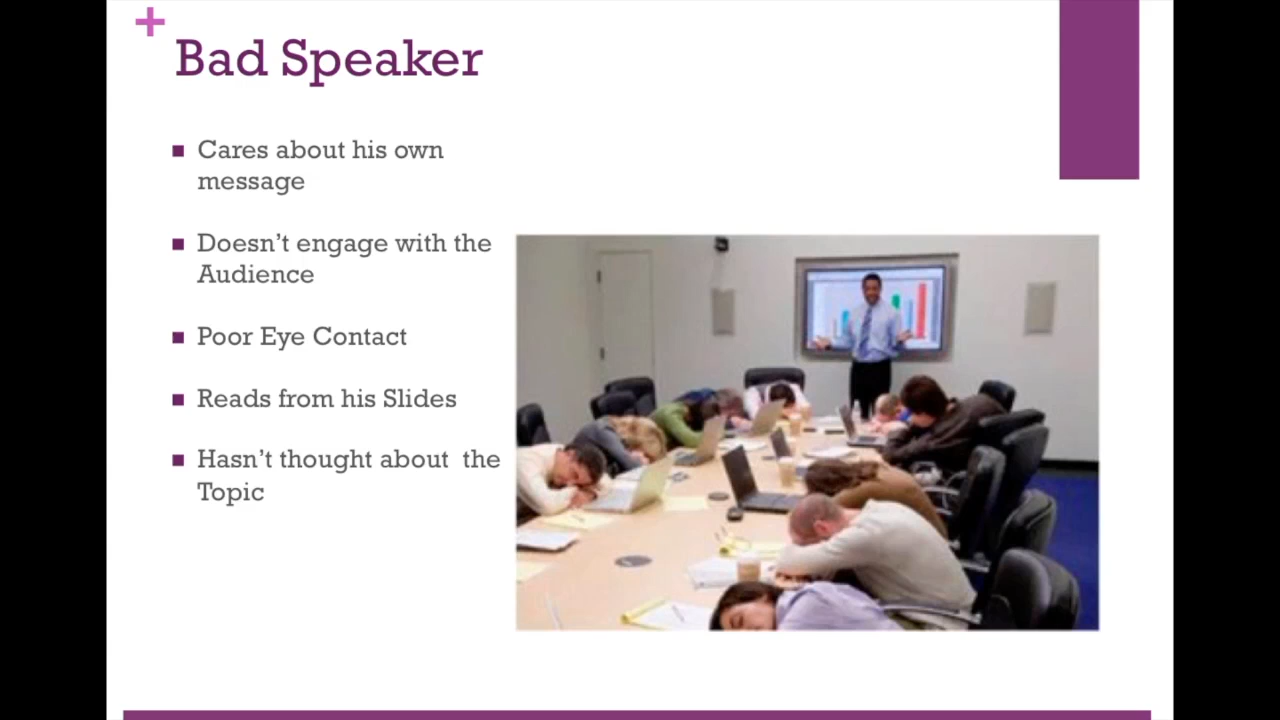 Bad Speaker
Cares about his own
message
Doesn't engage with the
Audience
Poor Eye Contact
Reads from his Slides
Hasn't thought about  the
Topic